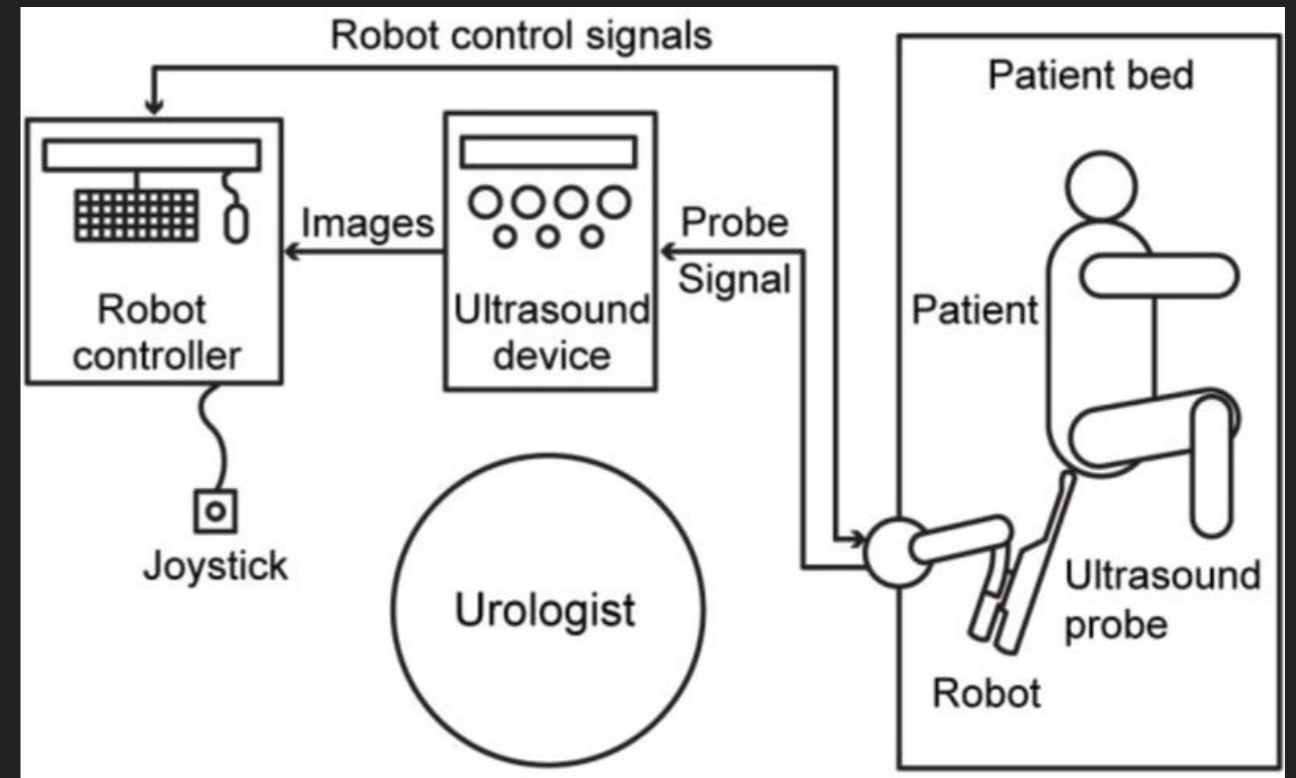 Robot control signals
Patient bed
Images
Probe
Signal
Robot
controller
Ultrasound
device
Patient
Joystick
Urologist
Ultrasound
probe
Robot